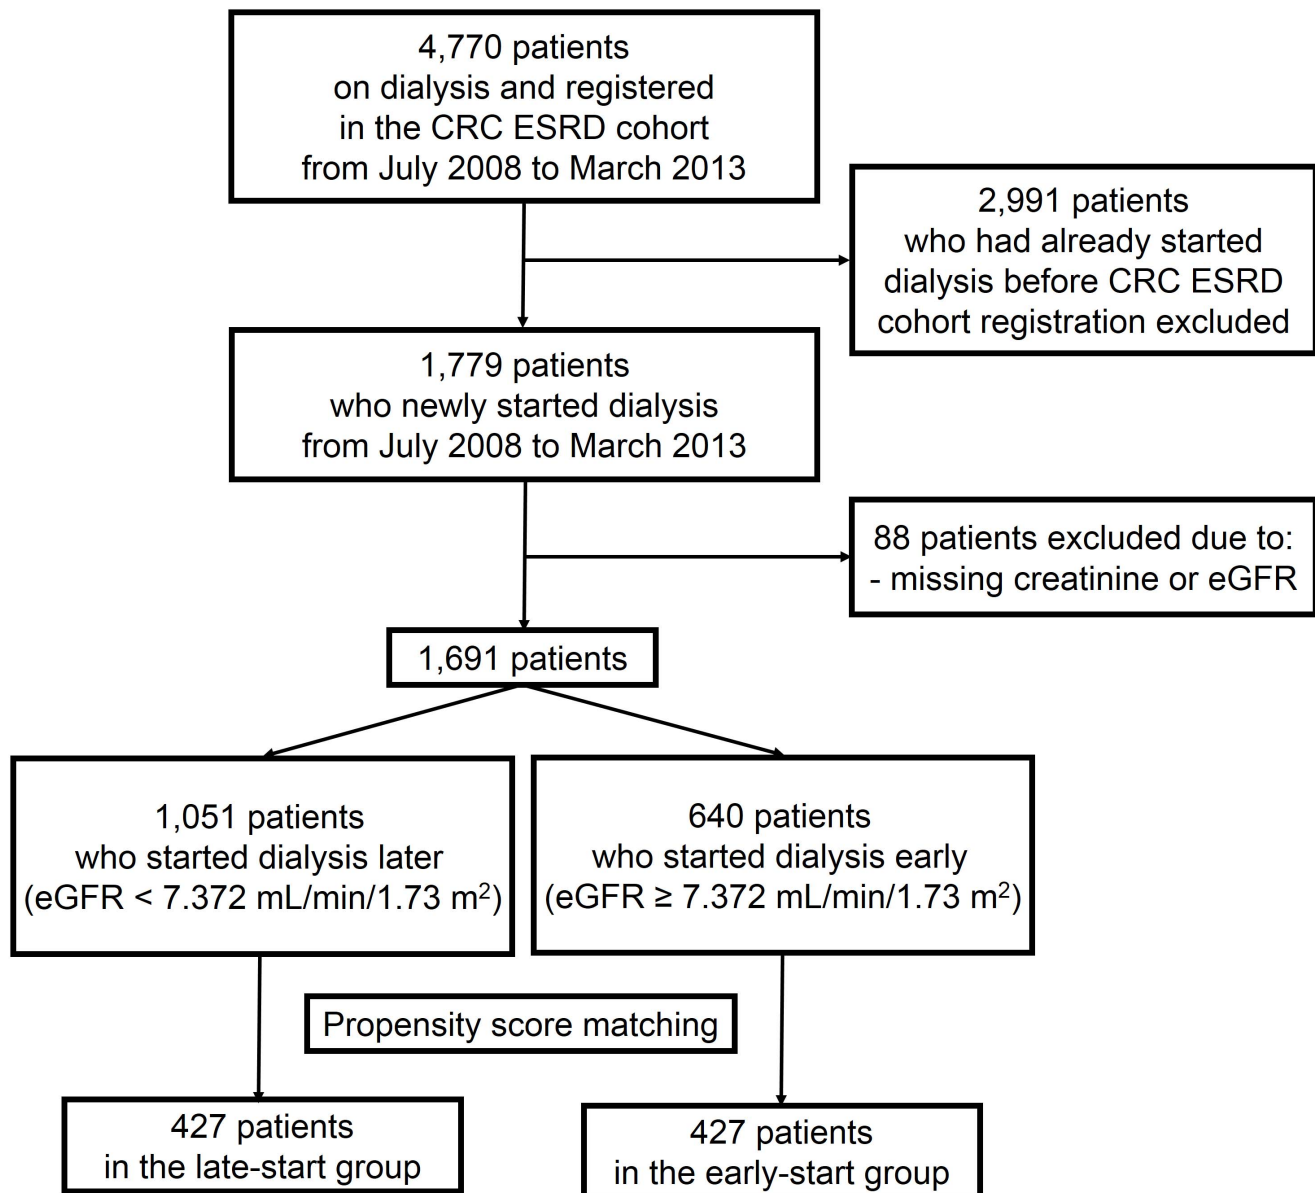 4,770 patients
on dialysis and registered
in the CRC ESRD cohort
from July 2008 to March 2013
2,991 patients
who had already started
dialysis before CRC ESRD
cohort registration excluded
1,779 patients
who newly started dialysis
from July 2008 to March 2013
88 patients excluded due to:
- missing creatinine or eGFR
1,691 patients
1,051 patients
who started dialysis later
(eGFR < 7.372 mL/min/1.73 m²)
640 patients
who started dialysis early
(eGFR ≥ 7.372 mL/min/1.73 m²)
Propensity score matching
427 patients
in the late-start group
427 patients
in the early-start group